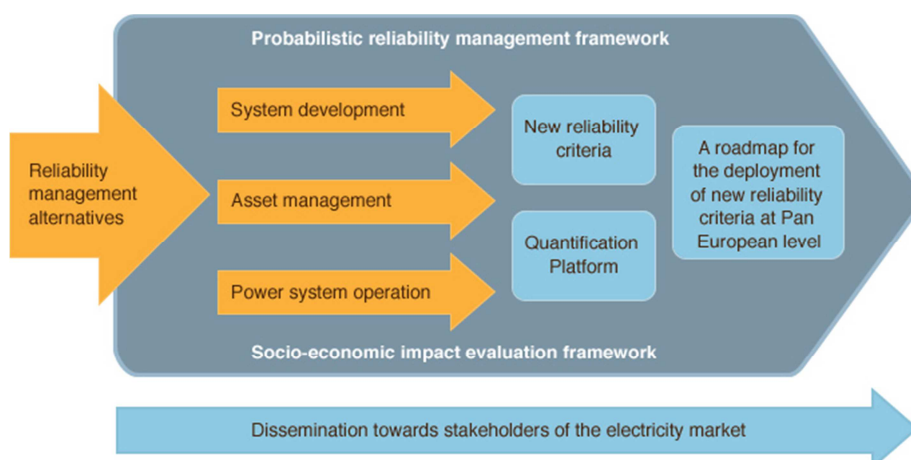 Probabilistic reliability management framework
Reliability
management
alternatives
System development
Asset management
Power system operation
New reliability
criteria
Quantification
Platform
A roadmap for
the deployment
of new reliability
criteria at Pan
European level
Socio-economic impact evaluation framework
Dissemination towards stakeholders of the electricity market